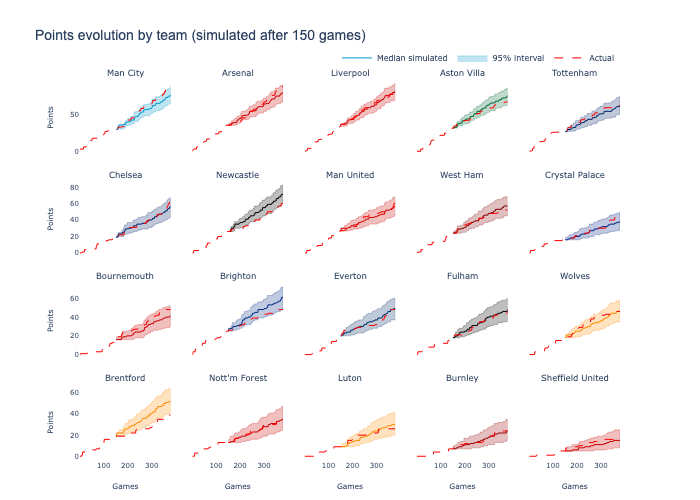 Points evolution by team (simulated after 150 games)
Median simulated 95% interval Actual
Man City Arsenal Liverpool Aston Villa Tottenham
Points
50
0
Chelsea Newcastle Man United West Ham Crystal Palace
Points
80
60
40
20
0
Bournemouth Brighton Everton Fulham Wolves
Points
60
40
20
0
Brentford Nott'm Forest Luton Burnley Sheffield United
Points
60
40
20
0
100 200 300 100 200 300 100 200 300 100 200 300 100 200 300
Games Games Games Games Games